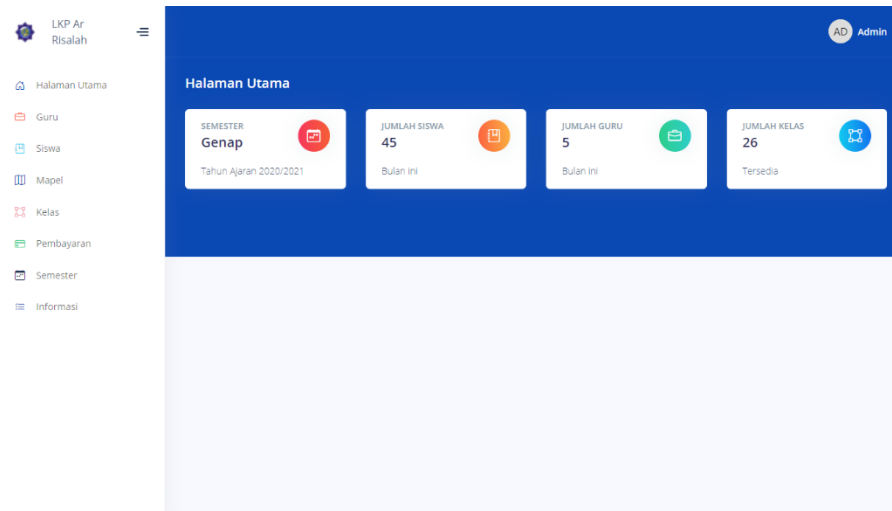 LKP Ar
Risalah
AD Admin
Halaman Utama
Guru
Siswa
Mapel
Kelas
Pembayaran
Semester
Informasi
Halaman Utama
SEMESTER
Genap
Tahun Ajaran 2020/2021
JUMLAH SISWA
45
Bulan ini
JUMLAH GURU
5
Bulan ini
JUMLAH KELAS
26
Tersedia